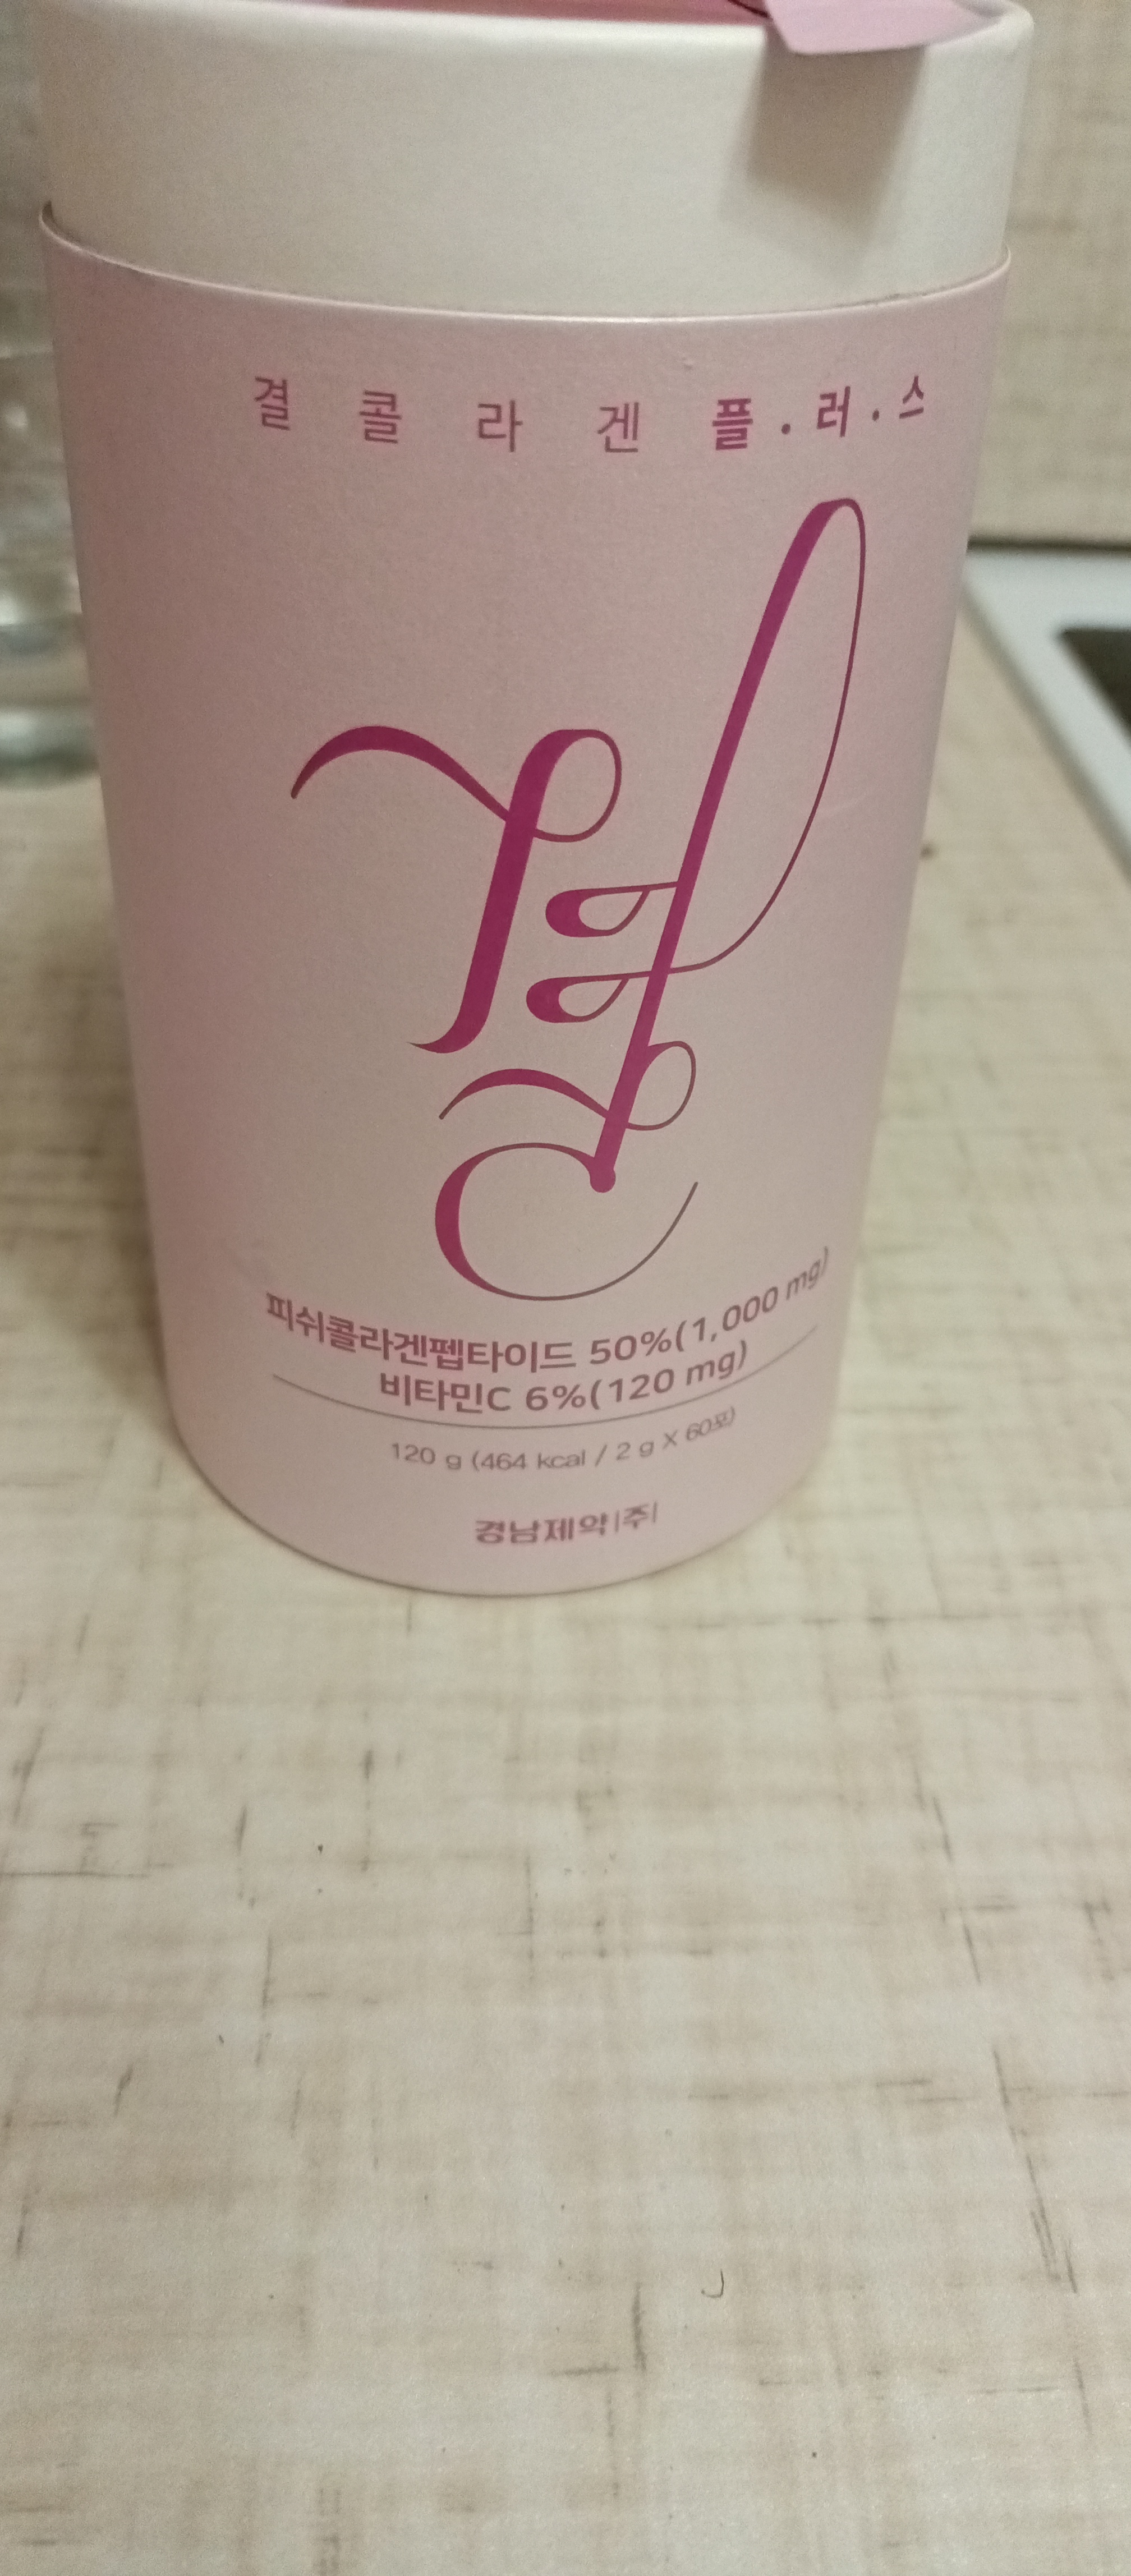 결 콜 라 겐 플·러·스
결
피쉬콜라겐펩타이드 50%(1,000 mg)
비타민C 6%(120 mg)
120 g (464 kcal / 2 g X 60포)
경남제약|주|